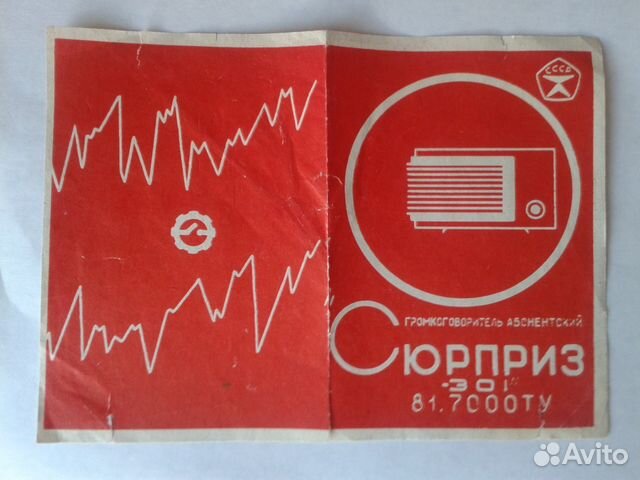 СССР
ГРОМКОГОВОРИТЕЛЬ АБОНЕНТСКИЙ
СЮРПРИЗ
-301"
81.7000ТУ
Avito